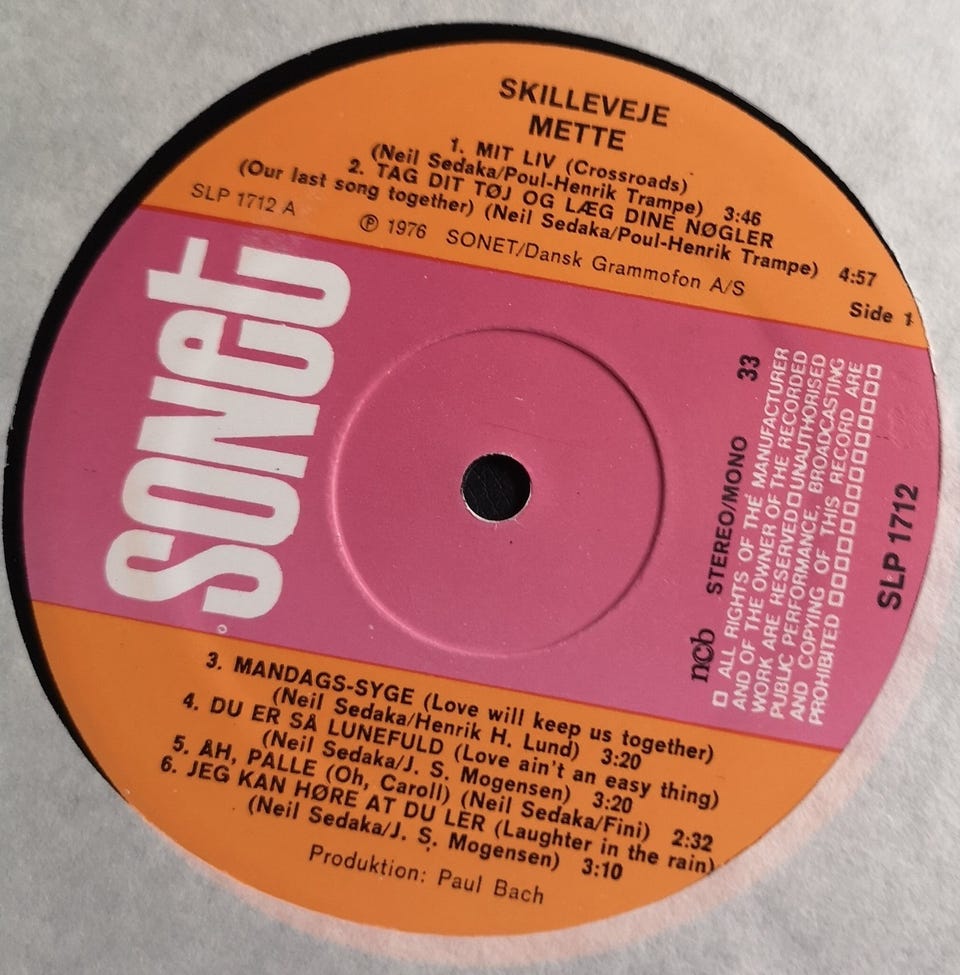 SKILLEVEJE
METTE
1. MIT LIV (Crossroads)
(Neil Sedaka/Poul-Henrik Trampe) 3:46
2. TAG DIT TØJ OG LÆG DINE NØGLER
(Our last song together) (Neil Sedaka/Poul-Henrik Trampe) 4:57
SLP 1712 A
℗ 1976 SONET/Dansk Grammofon A/S
Side 1
sonet
33
STEREO/MONO
ncb
□ ALL RIGHTS OF THE MANUFACTURER
AND OF THE OWNER OF THE RECORDED
WORK ARE RESERVED □ UNAUTHORISED
PUBLIC PERFORMANCE, BROADCASTING
AND COPYING OF THIS RECORD ARE
PROHIBITED □□□□□□□□□□□□□□□
SLP 1712
3. MANDAGS-SYGE (Love will keep us together)
(Neil Sedaka/Henrik H. Lund) 3:20
4. DU ER SÅ LUNEFULD (Love ain't an easy thing)
(Neil Sedaka/J. S. Mogensen) 3:20
5. ÅH, PALLE (Oh, Caroll) (Neil Sedaka/Fini) 2:32
6. JEG KAN HØRE AT DU LER (Laughter in the rain)
(Neil Sedaka/J. S. Mogensen) 3:10
Produktion: Paul Bach